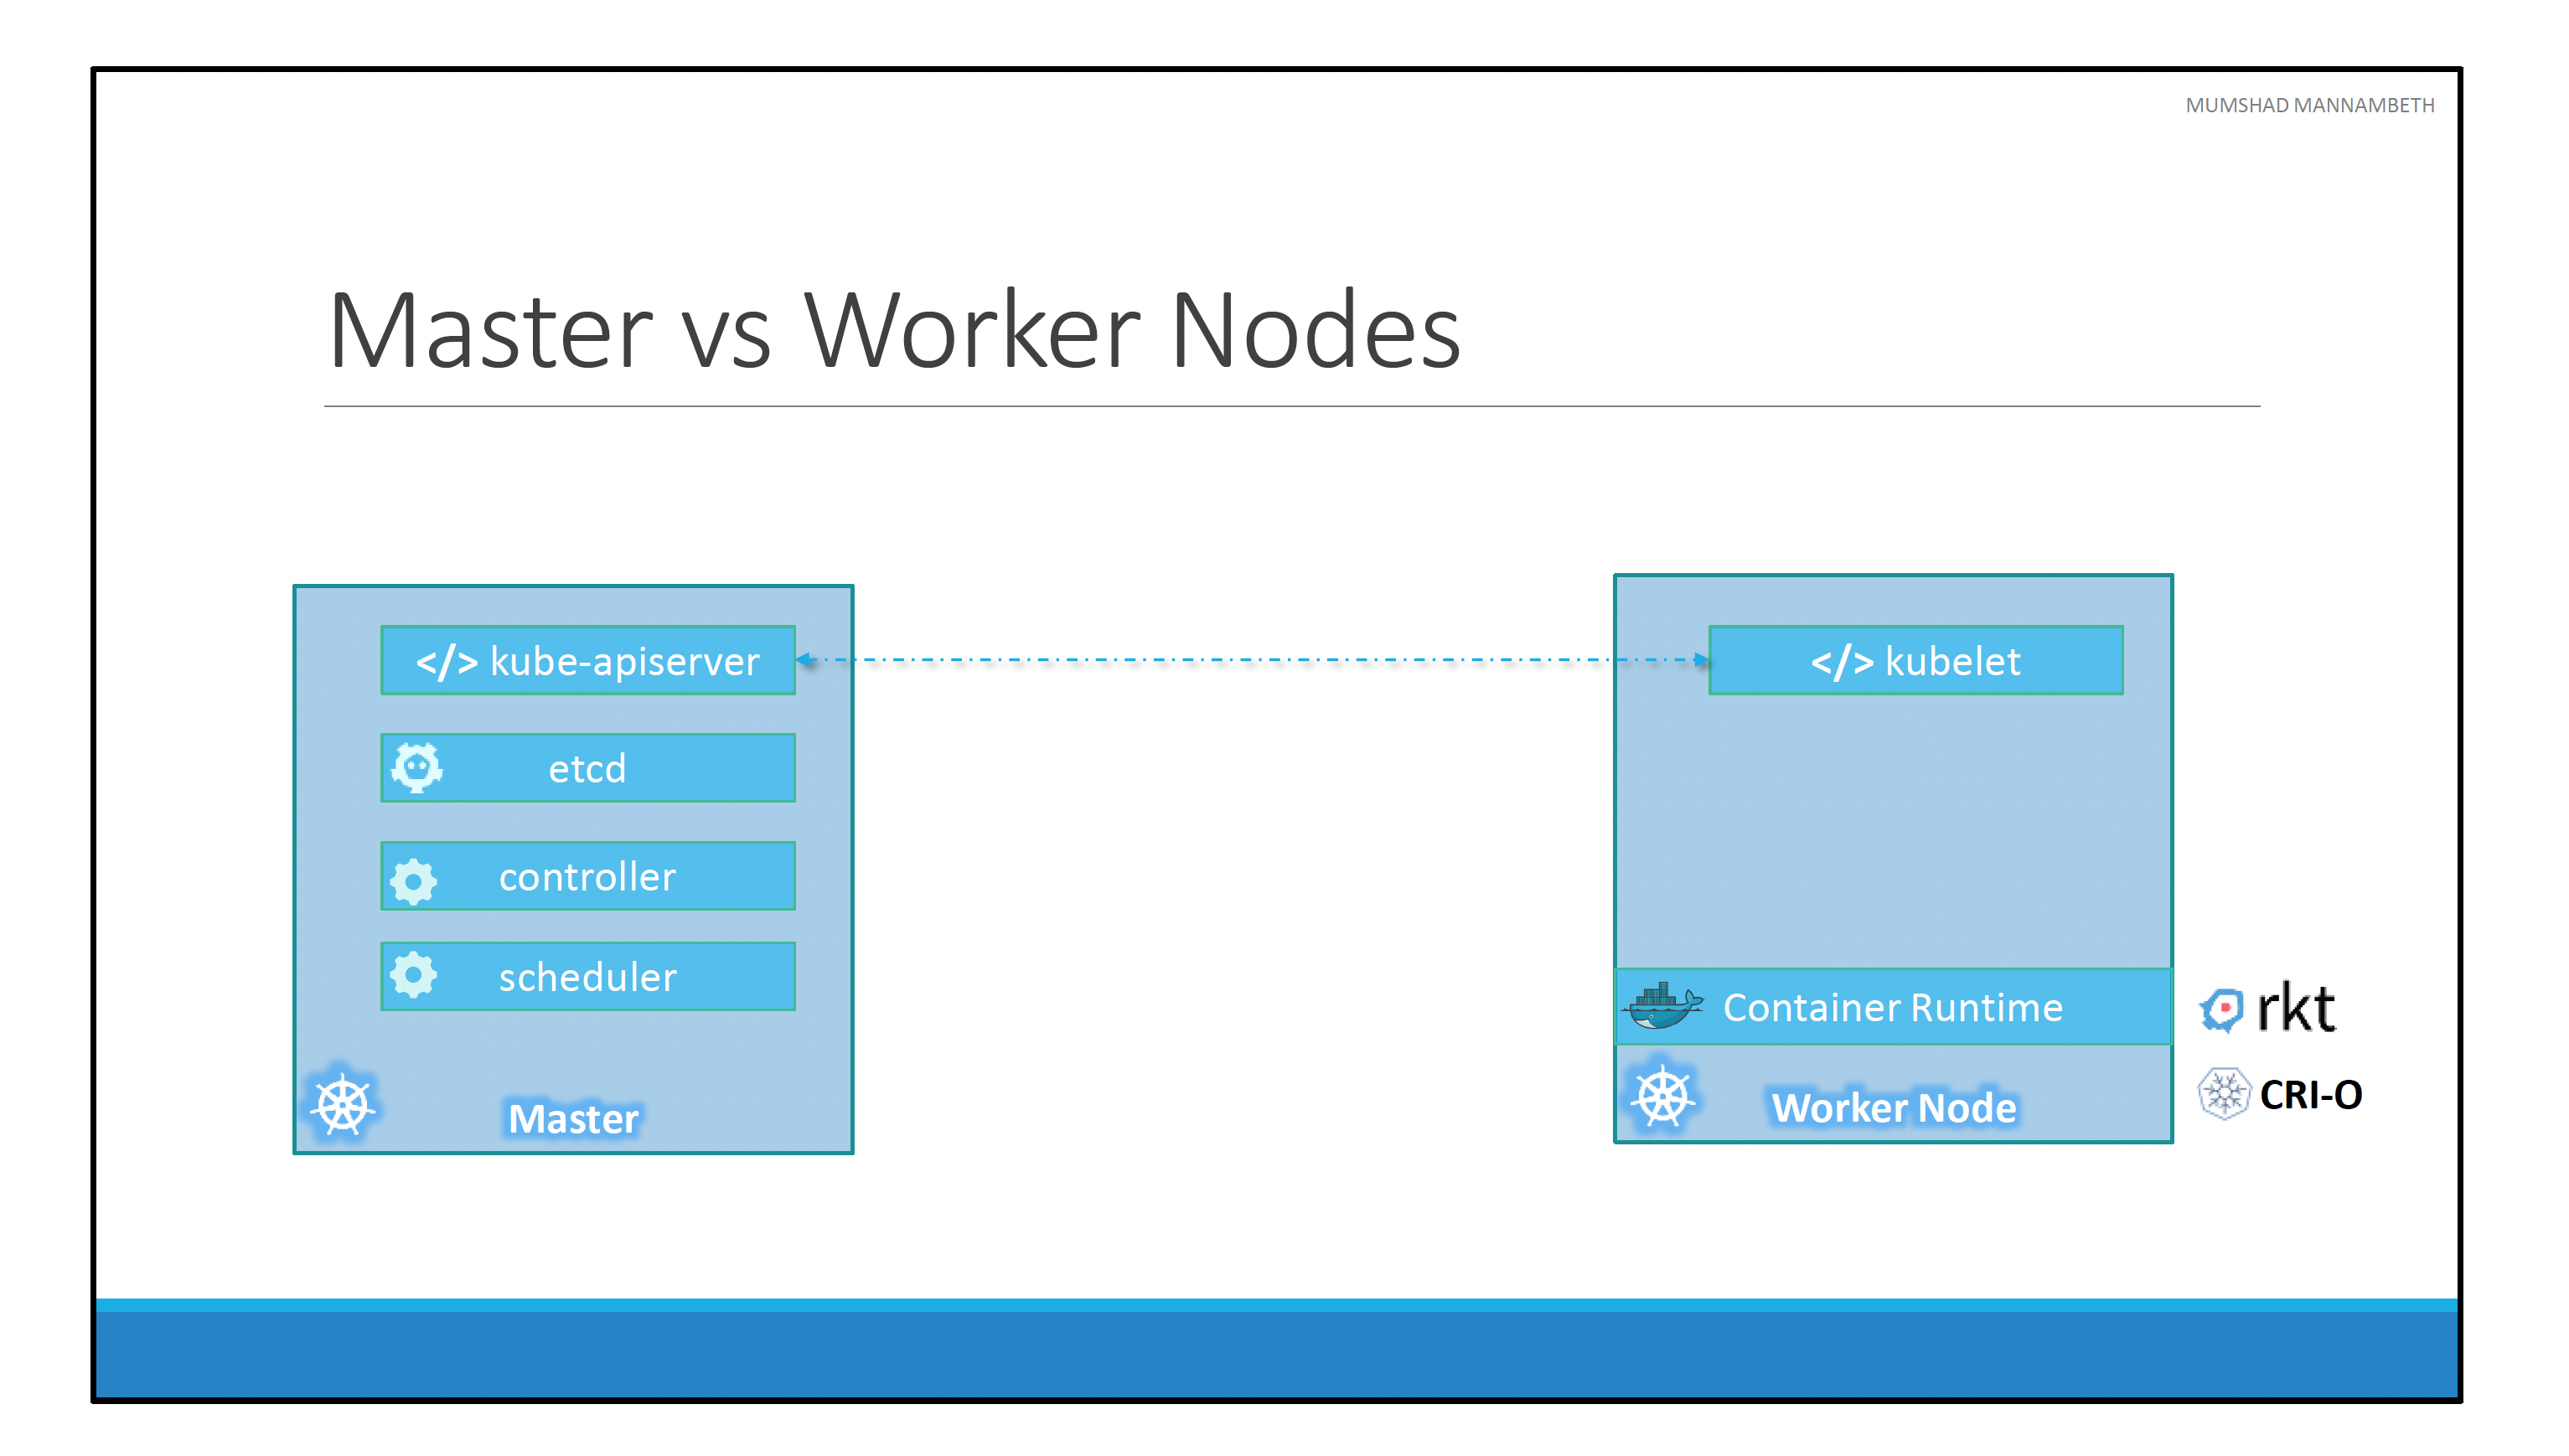 MUMSHAD MANNAMBETH
Master vs Worker Nodes
</> kube-apiserver
etcd
controller
scheduler
Master
</> kubelet
Container Runtime
Worker Node
rkt
CRI-O